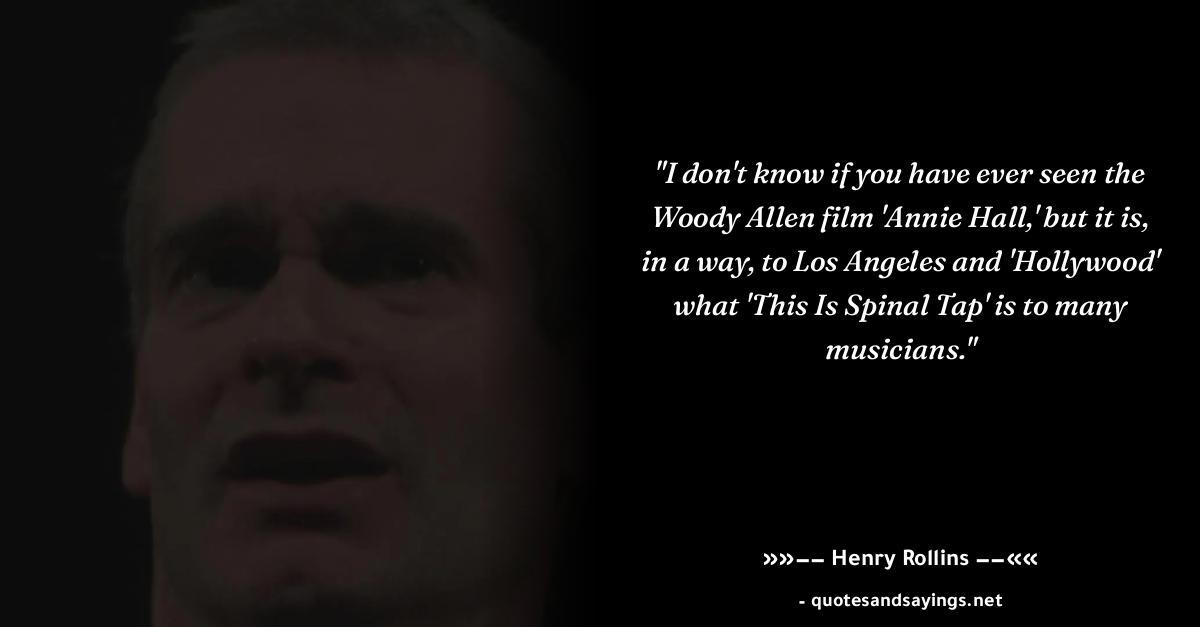 "I don't know if you have ever seen the
Woody Allen film 'Annie Hall,' but it is,
in a way, to Los Angeles and 'Hollywood'
what 'This Is Spinal Tap' is to many
musicians."
»»–– Henry Rollins ––««
- quotesandsayings.net